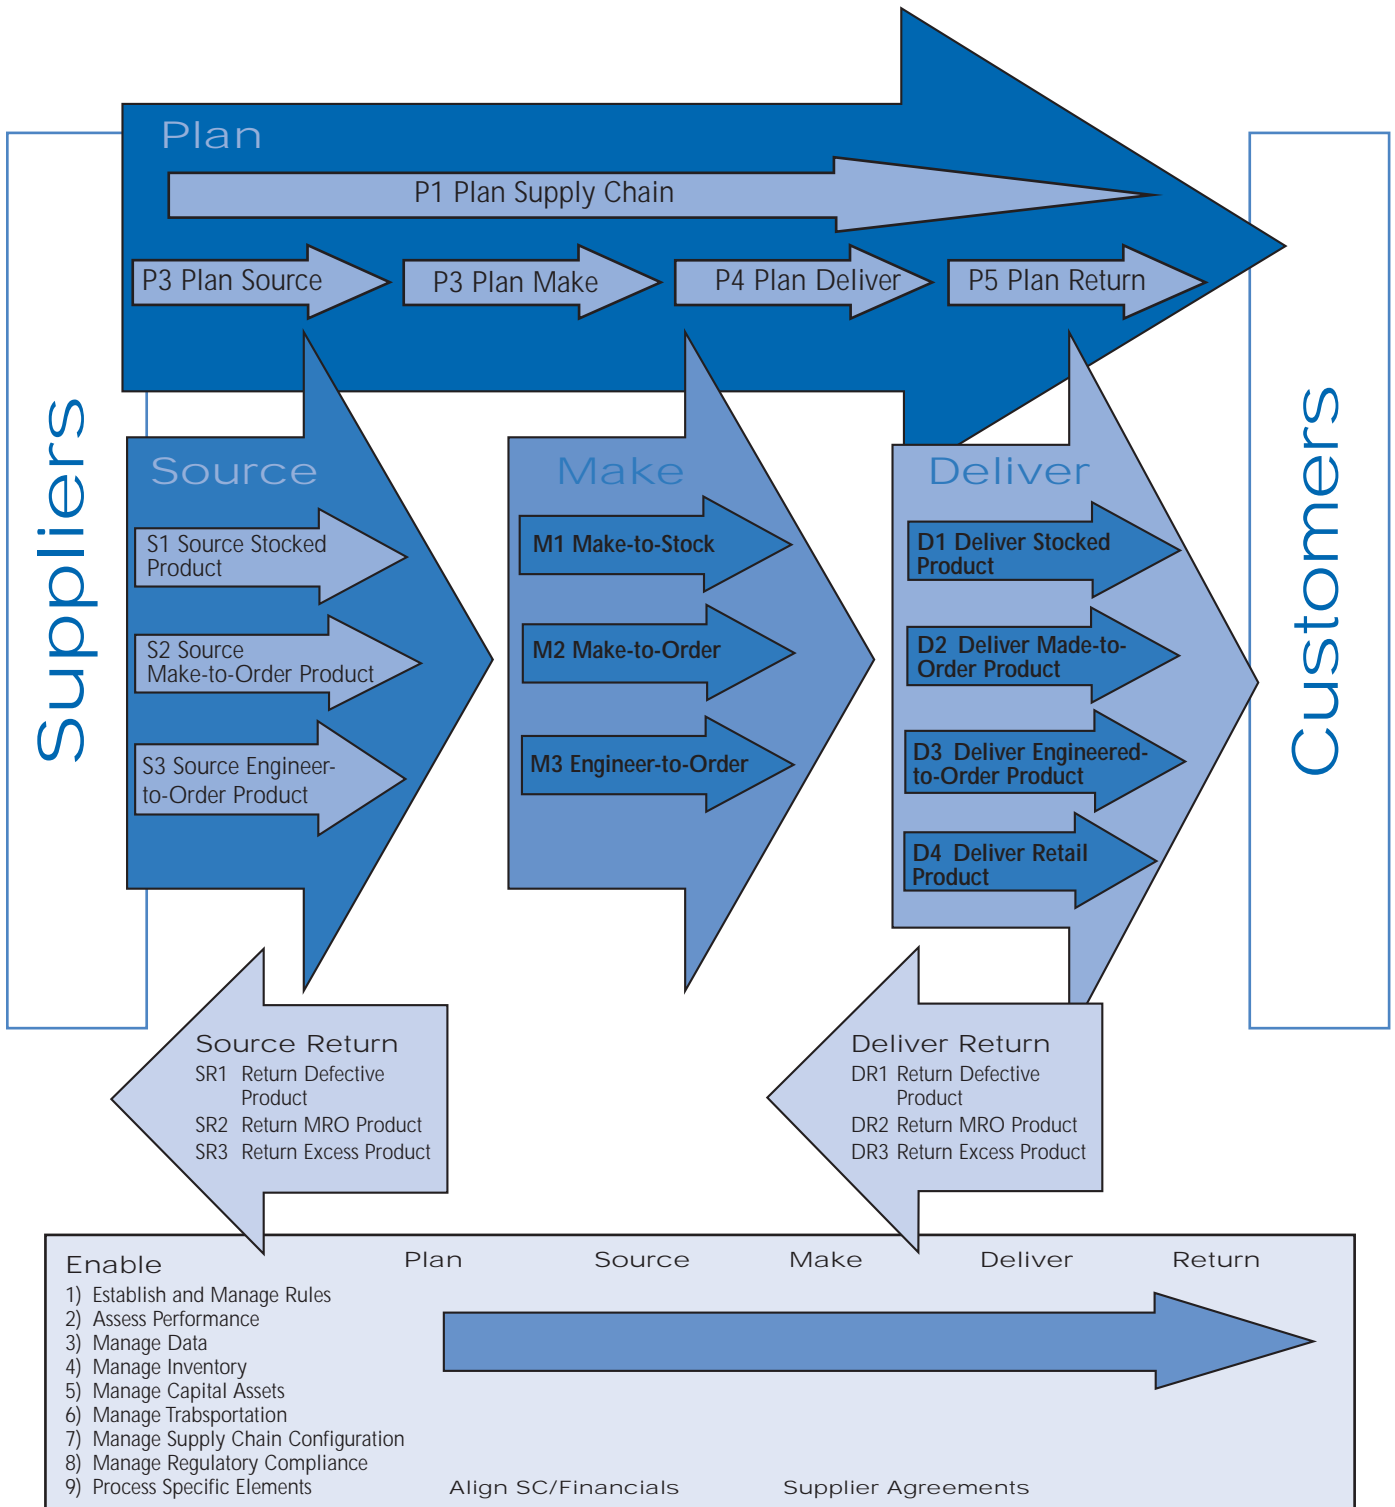 Plan
P1 Plan Supply Chain
P3 Plan Source
P3 Plan Make
P4 Plan Deliver
P5 Plan Return
Suppliers
Customers
Source
S1 Source Stocked
Product
S2 Source
Make-to-Order Product
S3 Source Engineer-
to-Order Product
Make
M1 Make-to-Stock
M2 Make-to-Order
M3 Engineer-to-Order
Deliver
D1 Deliver Stocked
Product
D2 Deliver Made-to-
Order Product
D3 Deliver Engineered-
to-Order Product
D4 Deliver Retail
Product
Source Return
SR1 Return Defective
Product
SR2 Return MRO Product
SR3 Return Excess Product
Deliver Return
DR1 Return Defective
Product
DR2 Return MRO Product
DR3 Return Excess Product
Enable
Plan
Source
Make
Deliver
Return
1) Establish and Manage Rules
2) Assess Performance
3) Manage Data
4) Manage Inventory
5) Manage Capital Assets
6) Manage Trabsportation
7) Manage Supply Chain Configuration
8) Manage Regulatory Compliance
9) Process Specific Elements
Align SC/Financials
Supplier Agreements